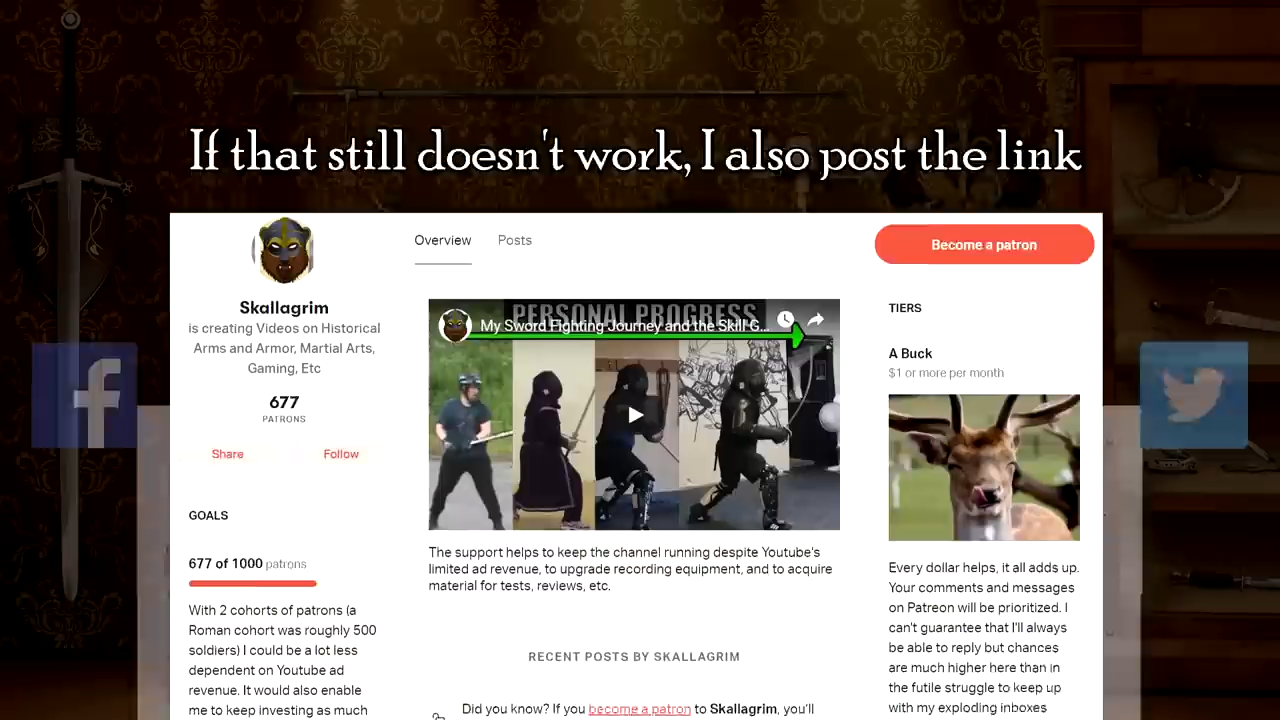 If that still doesn't work, I also post the link
Overview
Posts
Become a patron
Skallagrim
is creating Videos on Historical
Arms and Armor, Martial Arts,
Gaming, Etc
677
PATRONS
Share
Follow
GOALS
677 of 1000 patrons
With 2 cohorts of patrons (a
Roman cohort was roughly 500
soldiers) I could be a lot less
dependent on Youtube ad
revenue. It would also enable
me to keep investing as much
PERSONAL PROGRESS
My Sword Fighting Journey and the Skill G...
The support helps to keep the channel running despite Youtube's
limited ad revenue, to upgrade recording equipment, and to acquire
material for tests, reviews, etc.
RECENT POSTS BY SKALLAGRIM
Did you know? If you become a patron to Skallagrim, you'll
TIERS
A Buck
$1 or more per month
Every dollar helps, it all adds up.
Your comments and messages
on Patreon will be prioritized. I
can't guarantee that I'll always
be able to reply but chances
are much higher here than in
the futile struggle to keep up
with my exploding inboxes
f